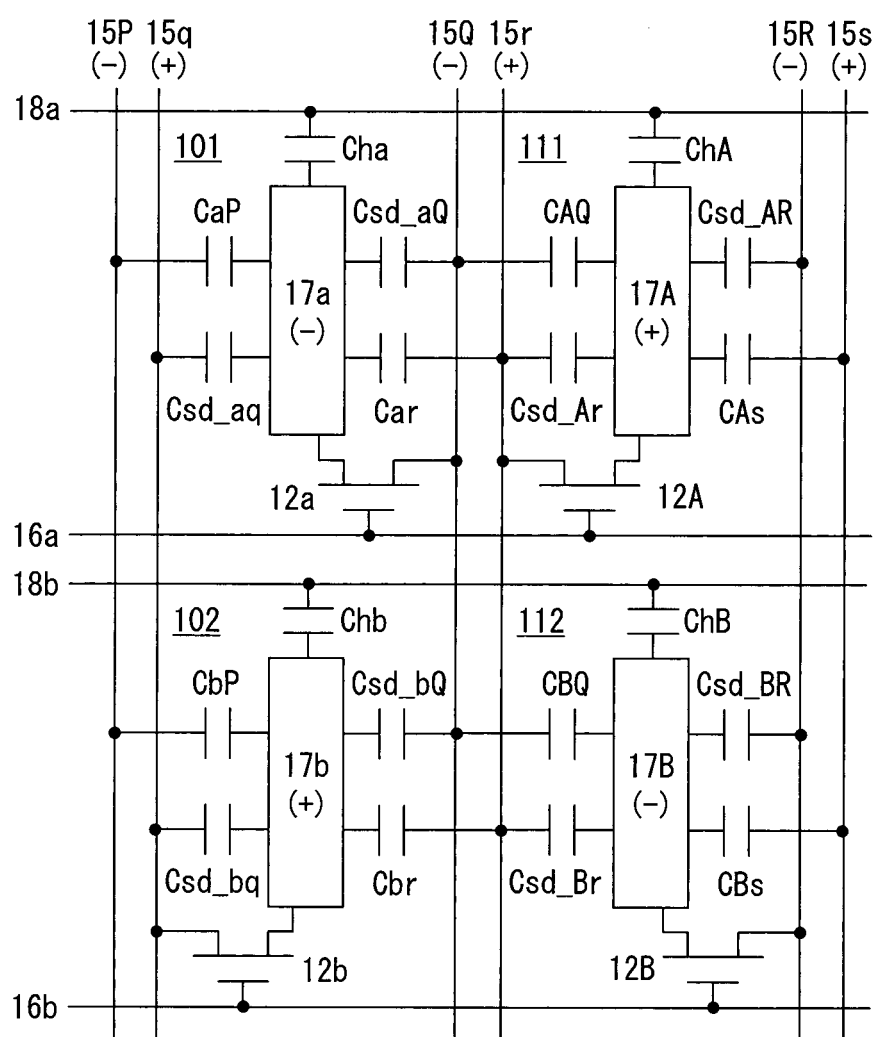 15P 15q 15Q 15r 15R 15s
(−) (+) (−) (+) (−) (+)
18a
101 Cha 111 ChA
CaP Csd_aQ CAQ Csd_AR
17a 17A
(−) (+)
Csd_aq Car Csd_Ar CAs
12a 12A
16a
18b
102 Chb 112 ChB
CbP Csd_bQ CBQ Csd_BR
17b 17B
(+) (−)
Csd_bq Cbr Csd_Br CBs
12b 12B
16b